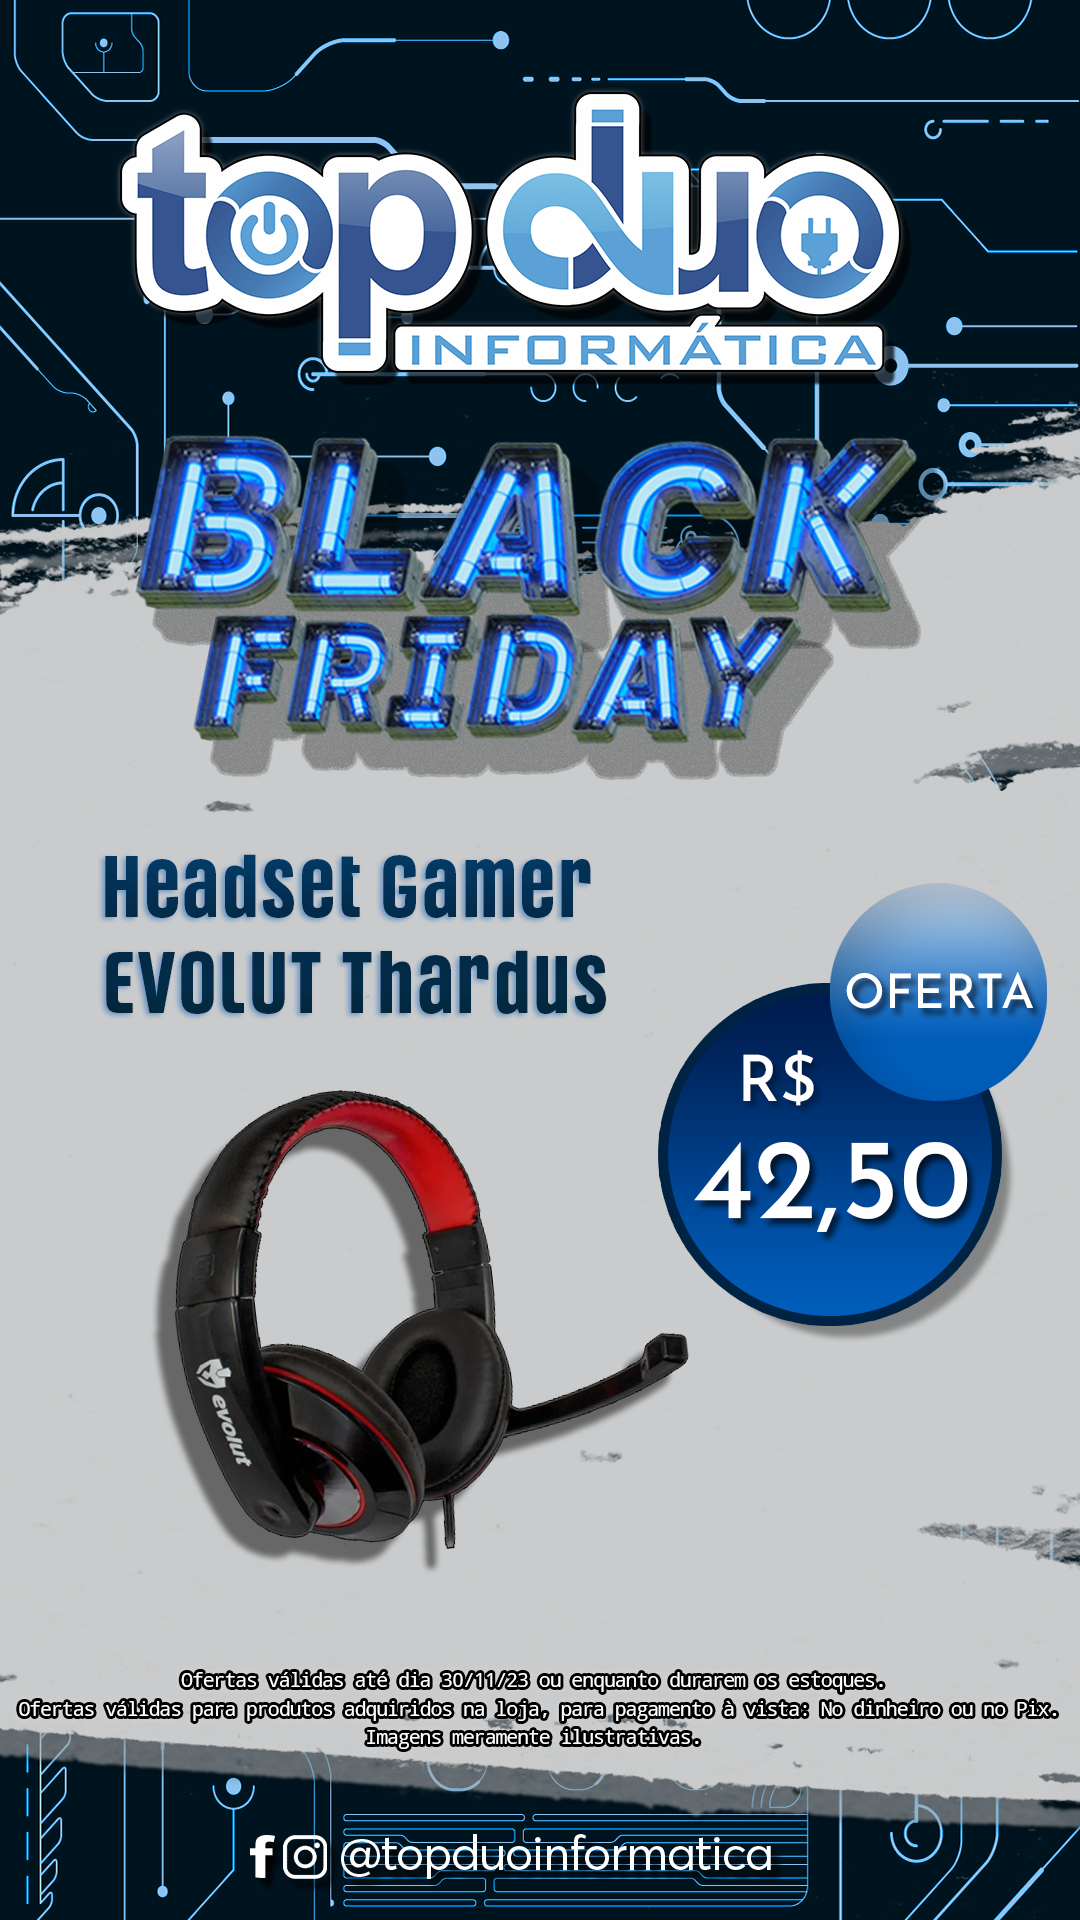 top duo
INFORMÁTICA
BLACK
FRIDAY
Headset Gamer
EVOLUT Thardus
OFERTA
R$
42,50
evolut
Ofertas válidas até dia 30/11/23 ou enquanto durarem os estoques.
Ofertas válidas para produtos adquiridos na loja, para pagamento à vista: No dinheiro ou no Pix.
Imagens meramente ilustrativas.
@topduoinformatica